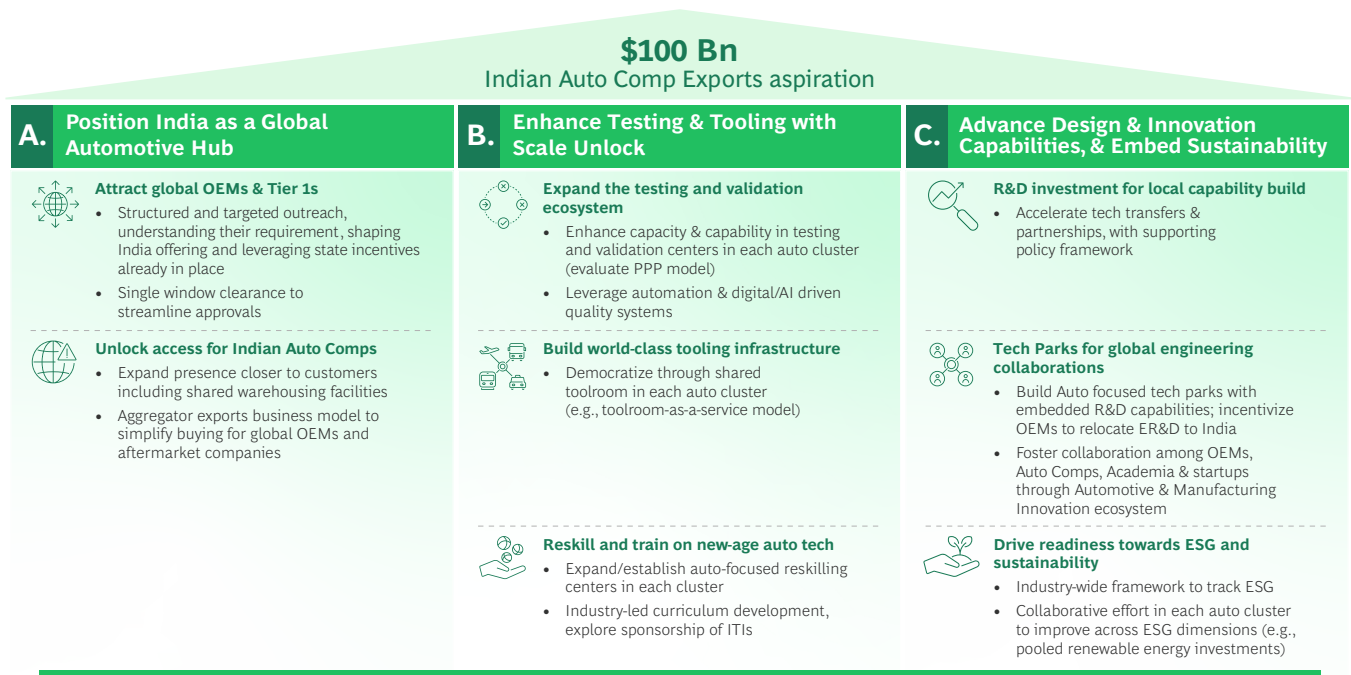 $100 Bn
Indian Auto Comp Exports aspiration
A.
Position India as a Global
Automotive Hub
Attract global OEMs & Tier 1s
• Structured and targeted outreach,
understanding their requirement, shaping
India offering and leveraging state incentives
already in place
• Single window clearance to
streamline approvals
Unlock access for Indian Auto Comps
• Expand presence closer to customers
including shared warehousing facilities
• Aggregator exports business model to
simplify buying for global OEMs and
aftermarket companies
B.
Enhance Testing & Tooling with
Scale Unlock
Expand the testing and validation
ecosystem
• Enhance capacity & capability in testing
and validation centers in each auto cluster
(evaluate PPP model)
• Leverage automation & digital/AI driven
quality systems
Build world-class tooling infrastructure
• Democratize through shared
toolroom in each auto cluster
(e.g., toolroom-as-a-service model)
Reskill and train on new-age auto tech
• Expand/establish auto-focused reskilling
centers in each cluster
• Industry-led curriculum development,
explore sponsorship of ITIs
C.
Advance Design & Innovation
Capabilities, & Embed Sustainability
R&D investment for local capability build
• Accelerate tech transfers &
partnerships, with supporting
policy framework
Tech Parks for global engineering
collaborations
• Build Auto focused tech parks with
embedded R&D capabilities; incentivize
OEMs to relocate ER&D to India
• Foster collaboration among OEMs,
Auto Comps, Academia & startups
through Automotive & Manufacturing
Innovation ecosystem
Drive readiness towards ESG and
sustainability
• Industry-wide framework to track ESG
• Collaborative effort in each auto cluster
to improve across ESG dimensions (e.g.,
pooled renewable energy investments)